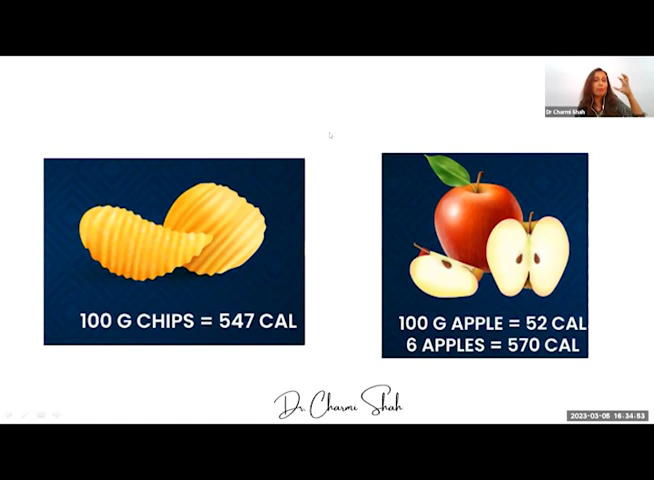 Dr Charmi Shah
100 G CHIPS = 547 CAL
100 G APPLE = 52 CAL
6 APPLES = 570 CAL
Dr. Charmi Shah
2023-03-05 16:34:53